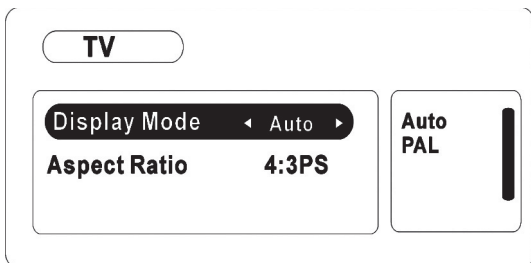 TV
Display Mode ◂ Auto ▸
Aspect Ratio 4:3PS
Auto
PAL